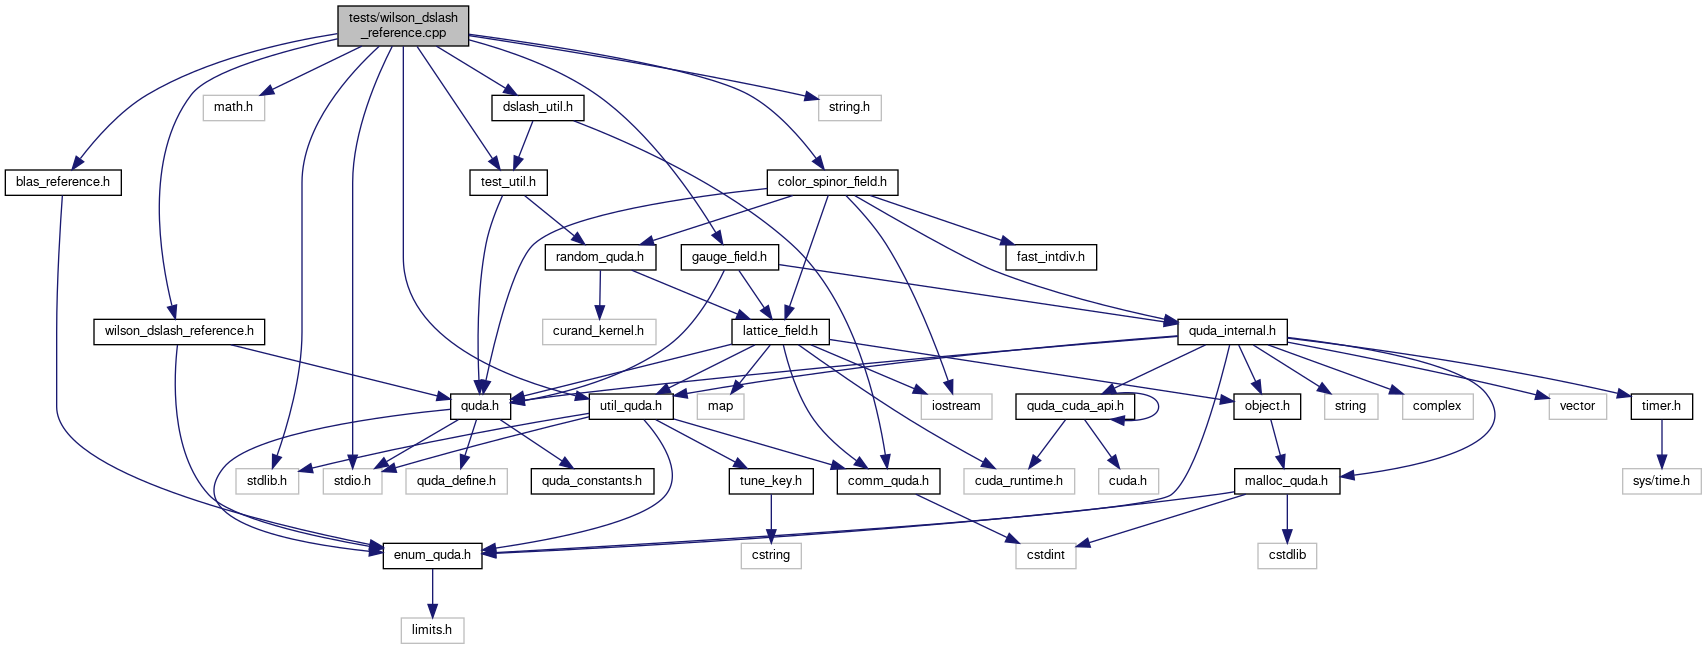 tests/wilson_dslash
_reference.cpp
math.h
dslash_util.h
string.h
blas_reference.h
test_util.h
color_spinor_field.h
random_quda.h
gauge_field.h
fast_intdiv.h
wilson_dslash_reference.h
curand_kernel.h
lattice_field.h
quda_internal.h
quda.h
util_quda.h
map
iostream
quda_cuda_api.h
object.h
string
complex
vector
timer.h
stdlib.h
stdio.h
quda_define.h
quda_constants.h
tune_key.h
comm_quda.h
cuda_runtime.h
cuda.h
malloc_quda.h
sys/time.h
enum_quda.h
cstring
cstdint
cstdlib
limits.h